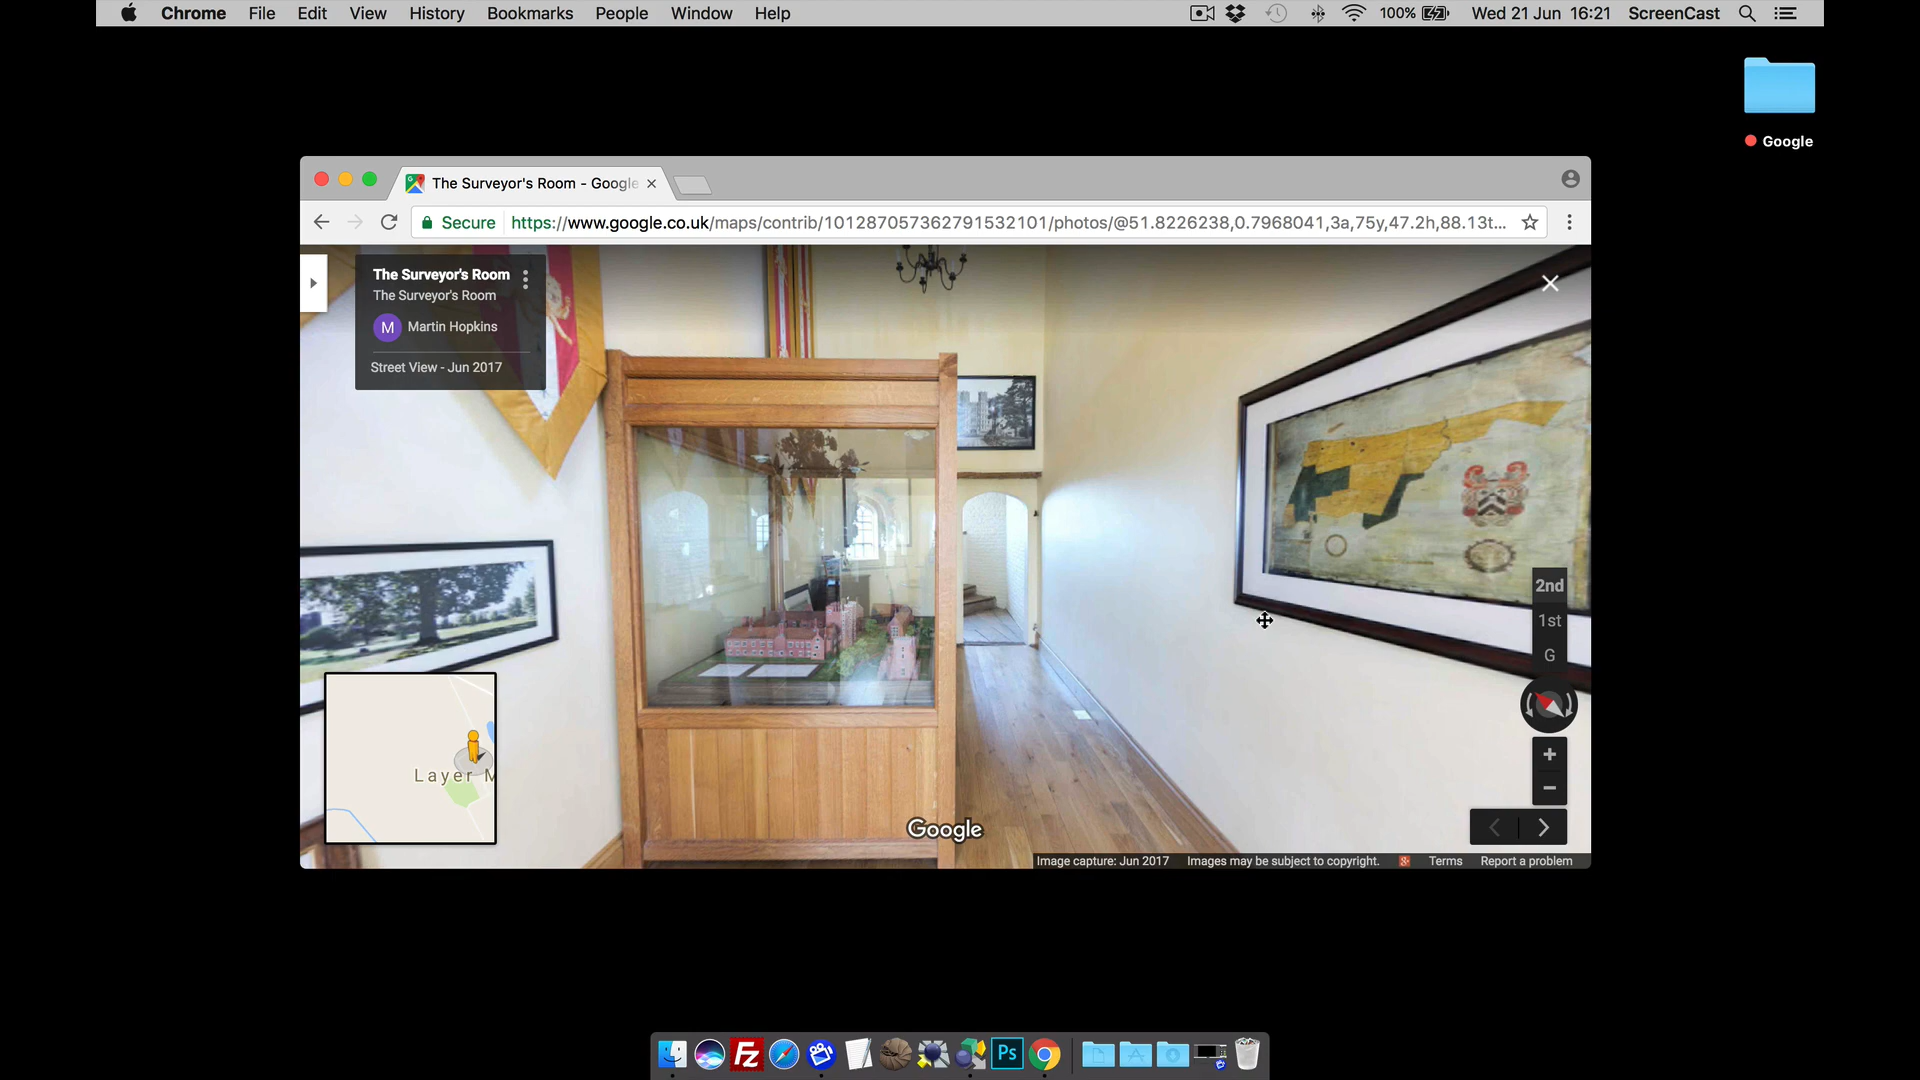 Chrome File Edit View History Bookmarks People Window Help 100% Wed 21 Jun 16:21 ScreenCast
Google
The Surveyor's Room - Google
Secure https://www.google.co.uk/maps/contrib/101287057362791532101/photos/@51.8226238,0.7968041,3a,75y,47.2h,88.13t...
The Surveyor's Room
The Surveyor's Room
M Martin Hopkins
Street View - Jun 2017
2nd
1st
G
Layer M
Google
Image capture: Jun 2017 Images may be subject to copyright. Terms Report a problem
Fz
Ps